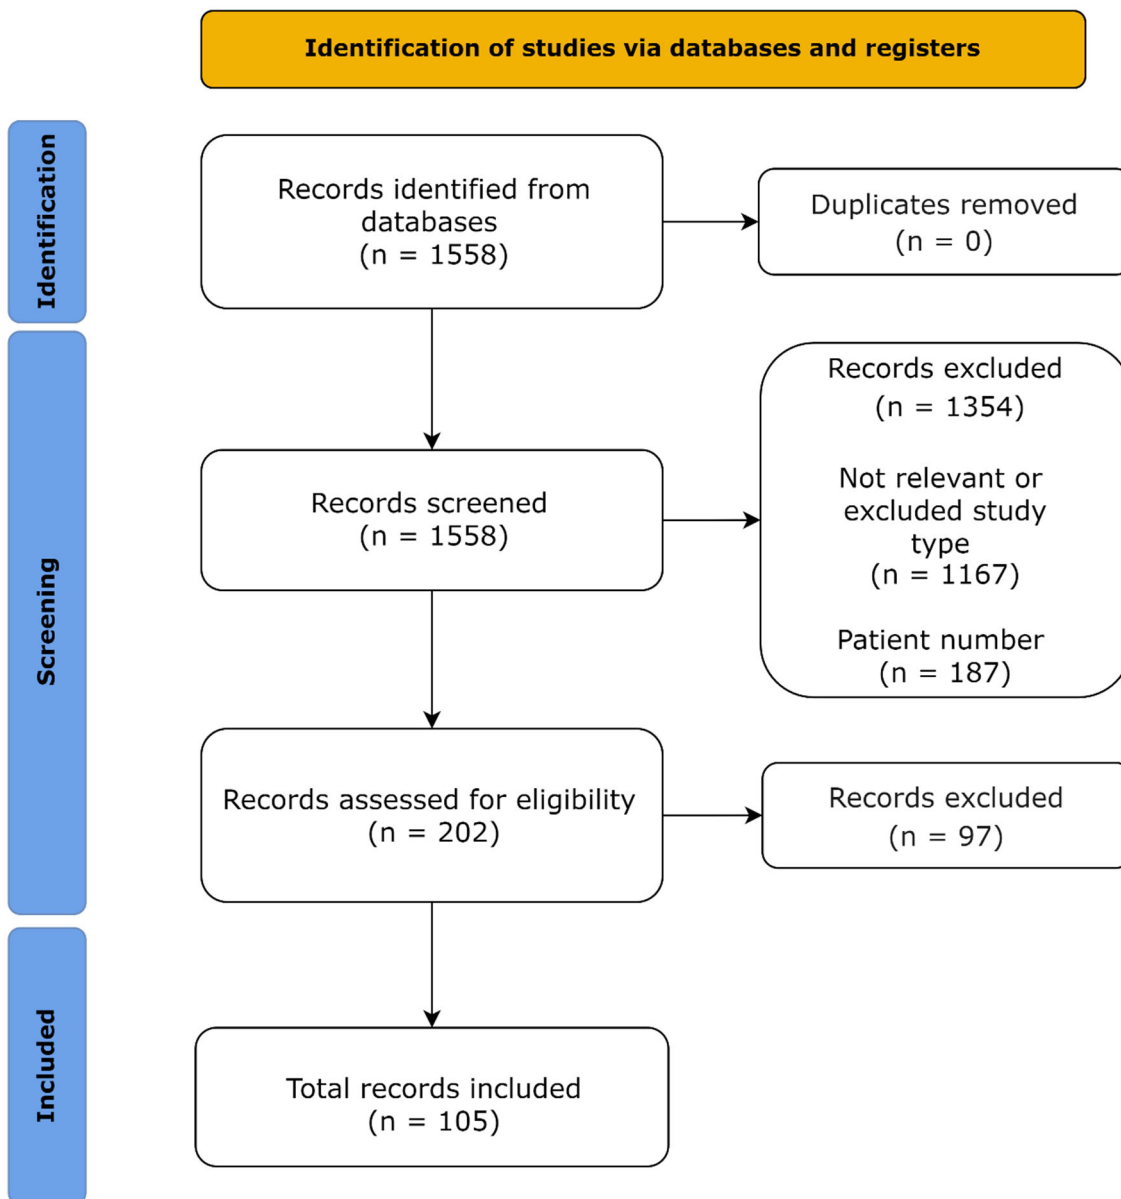 Identification of studies via databases and registers
Identification
Records identified from
databases
(n = 1558)
Duplicates removed
(n = 0)
Screening
Records screened
(n = 1558)
Records excluded
(n = 1354)
Not relevant or
excluded study
type
(n = 1167)
Patient number
(n = 187)
Records assessed for eligibility
(n = 202)
Records excluded
(n = 97)
Included
Total records included
(n = 105)